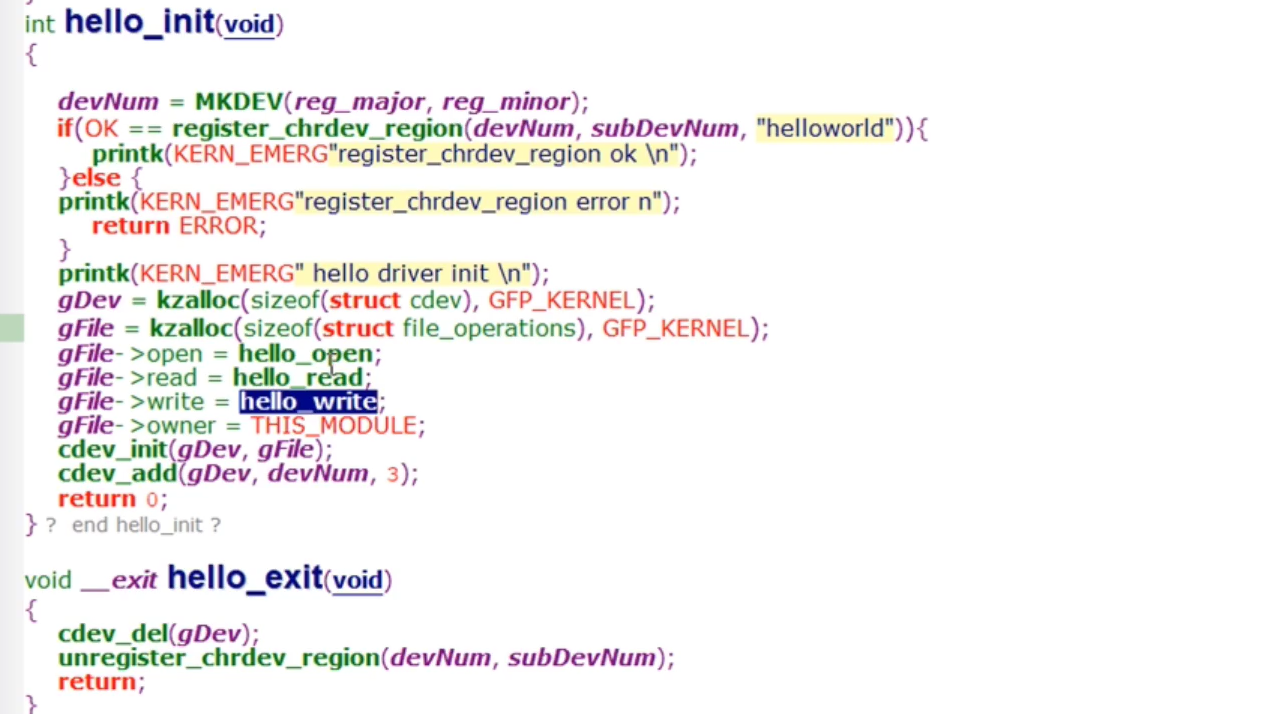 int hello_init(void)
{
devNum = MKDEV(reg_major, reg_minor);
if(OK == register_chrdev_region(devNum, subDevNum, "helloworld")){
printk(KERN_EMERG"register_chrdev_region ok \n");
}else {
printk(KERN_EMERG"register_chrdev_region error n");
return ERROR;
}
printk(KERN_EMERG" hello driver init \n");
gDev = kzalloc(sizeof(struct cdev), GFP_KERNEL);
gFile = kzalloc(sizeof(struct file_operations), GFP_KERNEL);
gFile->open = hello_open;
gFile->read = hello_read;
gFile->write = hello_write;
gFile->owner = THIS_MODULE;
cdev_init(gDev, gFile);
cdev_add(gDev, devNum, 3);
return 0;
} ? end hello_init ?
void __exit hello_exit(void)
{
cdev_del(gDev);
unregister_chrdev_region(devNum, subDevNum);
return;
}